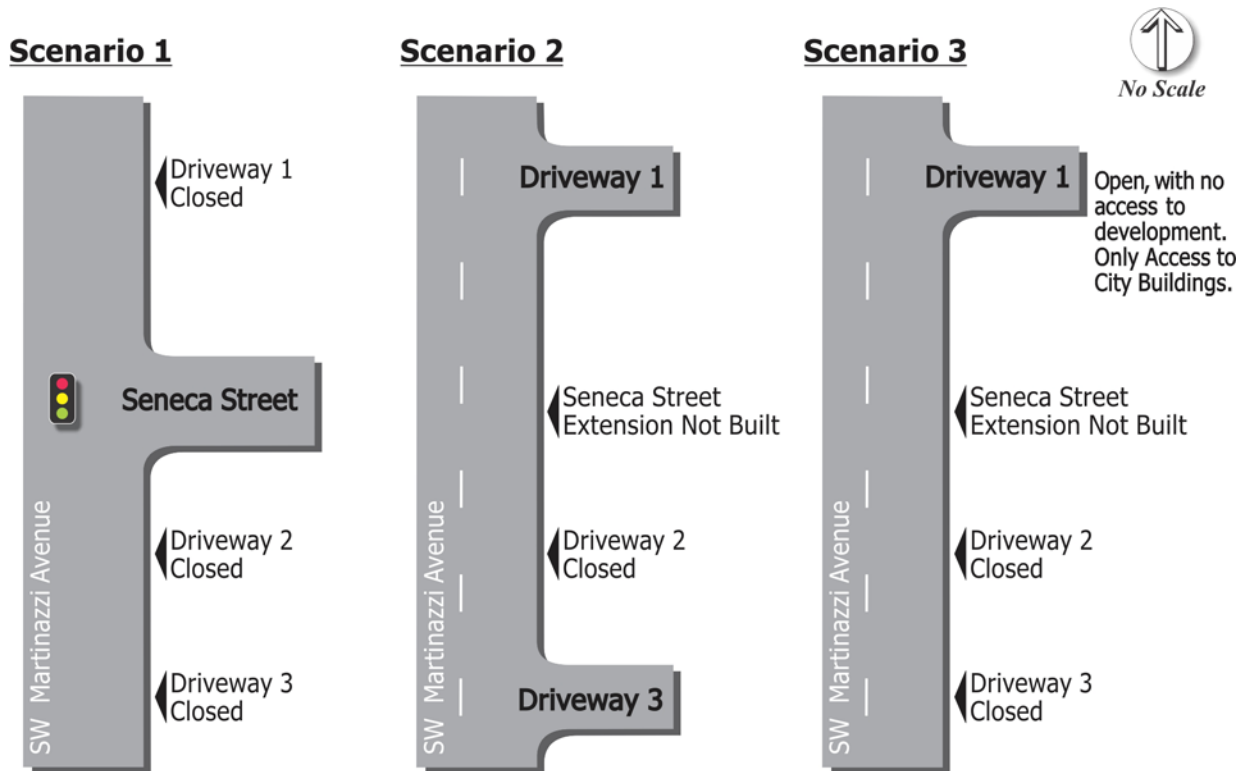 Scenario 1
Driveway 1
Closed
Seneca Street
Driveway 2
Closed
Driveway 3
Closed
SW Martinazzi Avenue
Scenario 2
Driveway 1
Seneca Street
Extension Not Built
Driveway 2
Closed
Driveway 3
SW Martinazzi Avenue
Scenario 3
Driveway 1
Open, with no
access to
development.
Only Access to
City Buildings.
Seneca Street
Extension Not Built
Driveway 2
Closed
Driveway 3
Closed
SW Martinazzi Avenue
No Scale